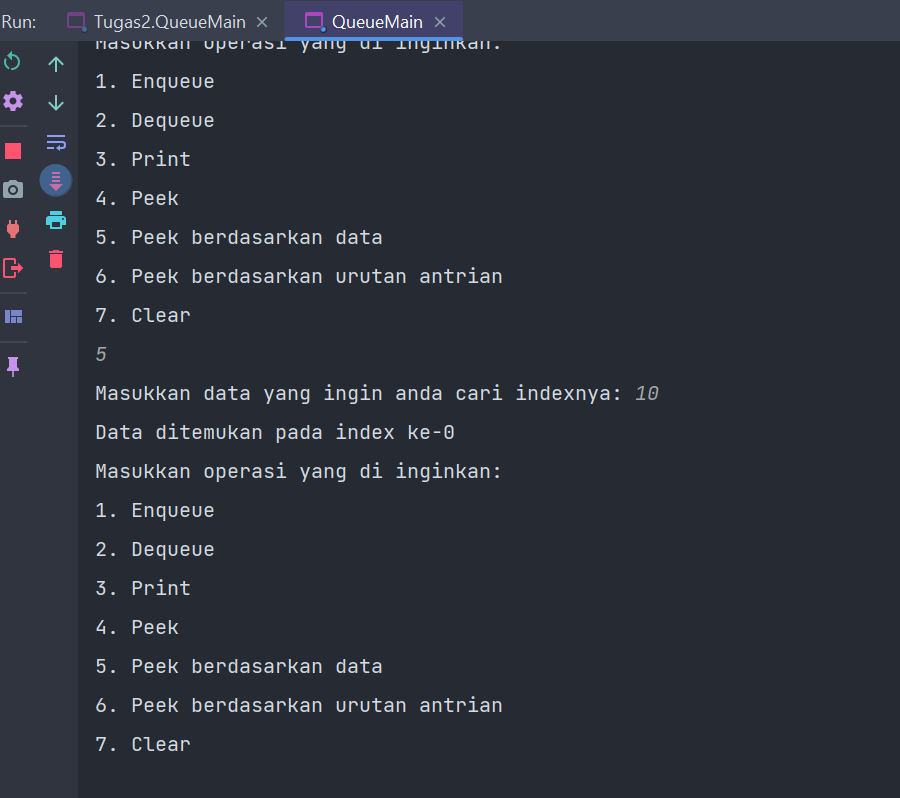 Run: Tugas2.QueueMain × QueueMain ×
Masukkan operasi yang di inginkan:
1. Enqueue
2. Dequeue
3. Print
4. Peek
5. Peek berdasarkan data
6. Peek berdasarkan urutan antrian
7. Clear
5
Masukkan data yang ingin anda cari indexnya: 10
Data ditemukan pada index ke-0
Masukkan operasi yang di inginkan:
1. Enqueue
2. Dequeue
3. Print
4. Peek
5. Peek berdasarkan data
6. Peek berdasarkan urutan antrian
7. Clear